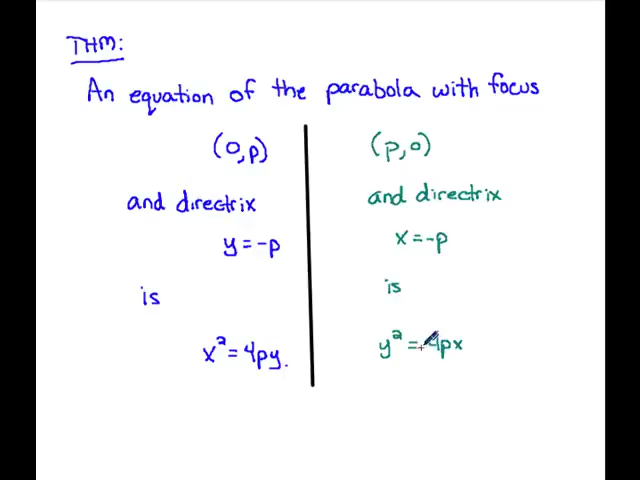 THM:
An equation of the parabola with focus
(0,p)
and directrix
y = -p
is
x² = 4py.
(p,0)
and directrix
x = -p
is
y² = 4px